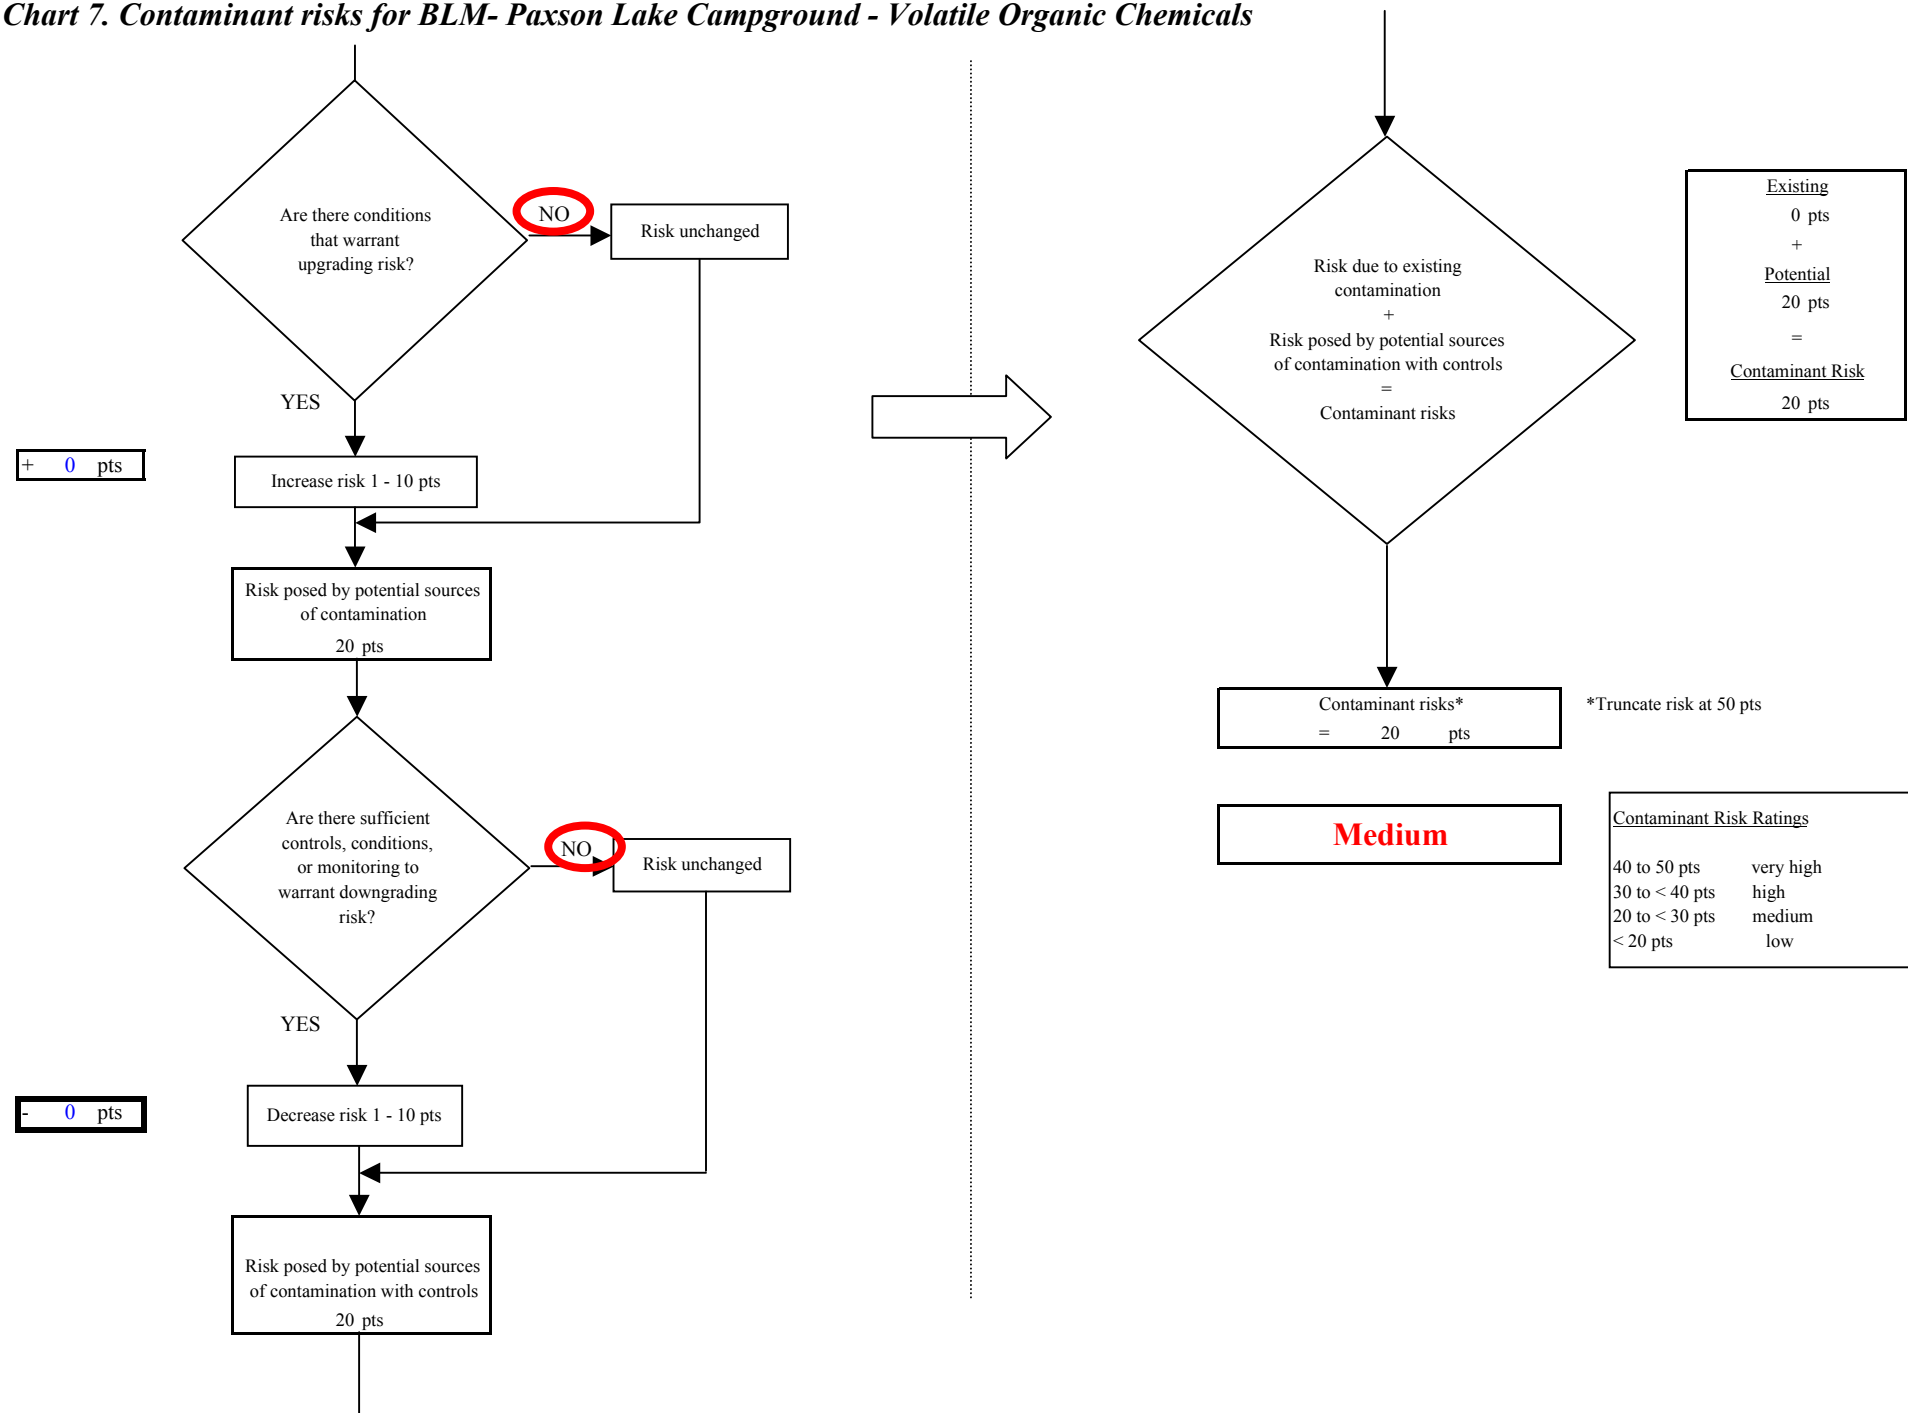 Chart 7. Contaminant risks for BLM- Paxson Lake Campground - Volatile Organic Chemicals
Are there conditions
that warrant
upgrading risk?
NO
Risk unchanged
YES
+ 0 pts
Increase risk 1 - 10 pts
Risk posed by potential sources
of contamination
20 pts
Are there sufficient
controls, conditions,
or monitoring to
warrant downgrading
risk?
NO
Risk unchanged
YES
- 0 pts
Decrease risk 1 - 10 pts
Risk posed by potential sources
of contamination with controls
20 pts
Risk due to existing
contamination
+
Risk posed by potential sources
of contamination with controls
=
Contaminant risks
Existing
0 pts
+
Potential
20 pts
=
Contaminant Risk
20 pts
Contaminant risks*
= 20 pts
*Truncate risk at 50 pts
Medium
Contaminant Risk Ratings
40 to 50 pts very high
30 to < 40 pts high
20 to < 30 pts medium
< 20 pts low